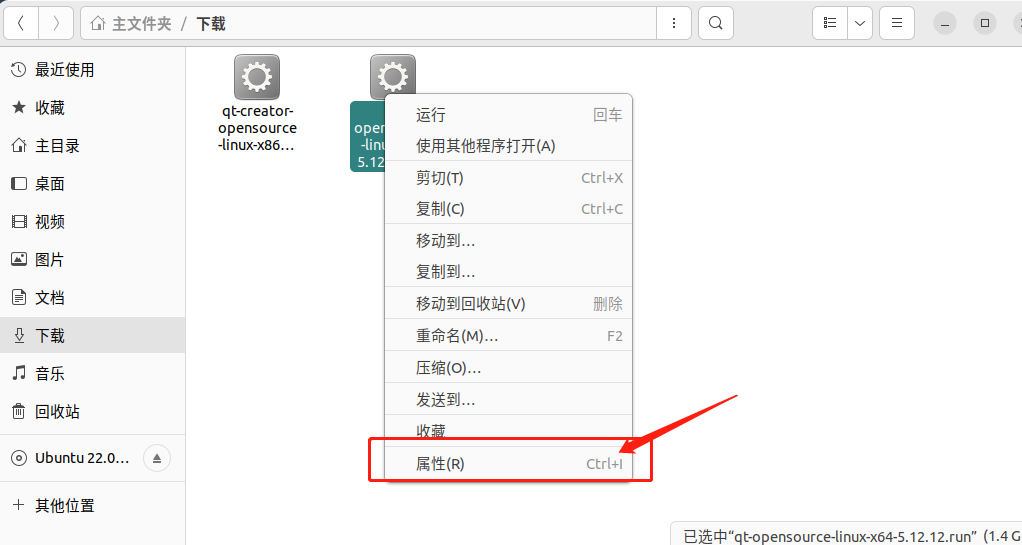 主文件夹 / 下载
最近使用
收藏
主目录
桌面
视频
图片
文档
下载
音乐
回收站
Ubuntu 22.0...
其他位置
qt-creator-
opensource
-linux-x86...
open
-linu
5.12
运行 回车
使用其他程序打开(A)
剪切(T) Ctrl+X
复制(C) Ctrl+C
移动到...
复制到...
移动到回收站(V) 删除
重命名(M)... F2
压缩(O)...
发送到...
收藏
属性(R) Ctrl+I
已选中“qt-opensource-linux-x64-5.12.12.run” (1.4 G